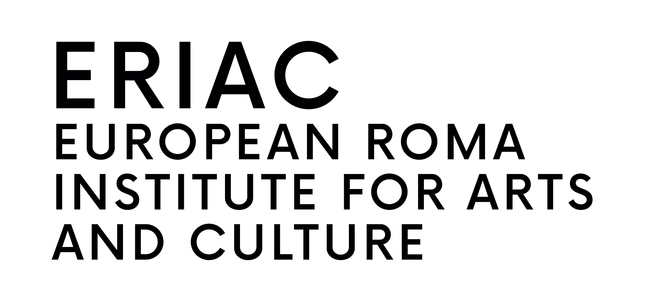 ERIAC
EUROPEAN ROMA
INSTITUTE FOR ARTS
AND CULTURE